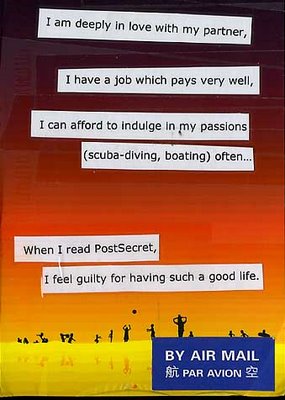 I am deeply in love with my partner,
I have a job which pays very well,
I can afford to indulge in my passions
(scuba-diving, boating) often...
When I read PostSecret,
I feel guilty for having such a good life.
BY AIR MAIL
航 PAR AVION 空